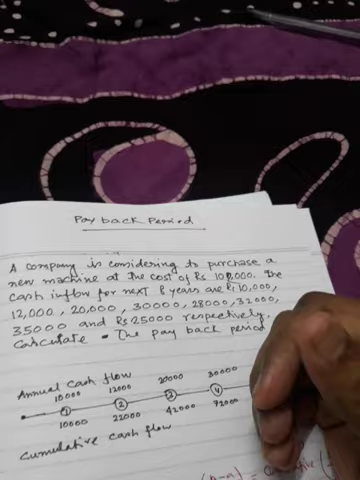 Pay back Period
A company is considering to purchase a
new machine at the cost of Rs 100,000. The
cash inflow for next 8 years are Rs 10,000,
12,000, 20,000, 30000, 28000, 32000,
35000 and Rs 25000 respectively.
Calculate The pay back period
Annual Cash flow
10000 12000 20000 30000
1 2 3 4
10000 22000 42000 72000
Cumulative cash flow